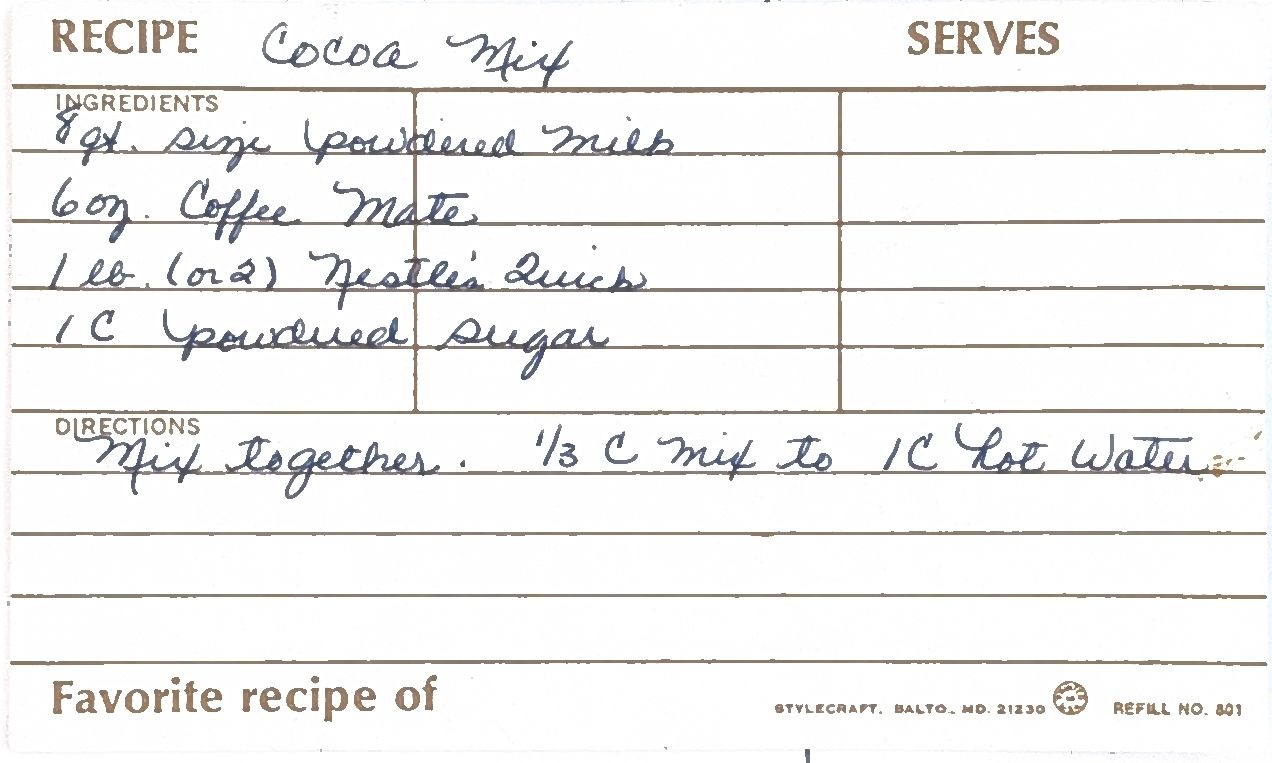 RECIPE Cocoa Mix SERVES
INGREDIENTS
8 qt. size powdered milk
6 oz. Coffee Mate
1 lb. (or 2) Nestle's Quick
1 C powdered sugar
DIRECTIONS
Mix together. 1/3 C mix to 1 C hot water
Favorite recipe of
STYLECRAFT, BALTO., MD. 21230 REFILL NO. 801